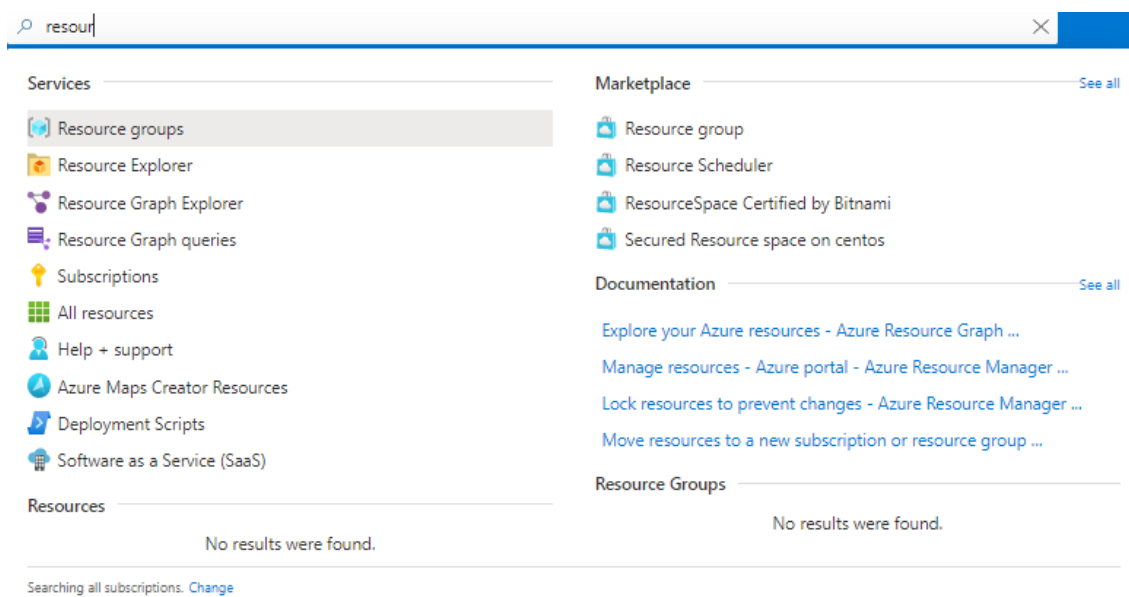 resour
Services
Resource groups
Resource Explorer
Resource Graph Explorer
Resource Graph queries
Subscriptions
All resources
Help + support
Azure Maps Creator Resources
Deployment Scripts
Software as a Service (SaaS)
Resources
No results were found.
Marketplace
See all
Resource group
Resource Scheduler
ResourceSpace Certified by Bitnami
Secured Resource space on centos
Documentation
See all
Explore your Azure resources - Azure Resource Graph ...
Manage resources - Azure portal - Azure Resource Manager ...
Lock resources to prevent changes - Azure Resource Manager ...
Move resources to a new subscription or resource group ...
Resource Groups
No results were found.
Searching all subscriptions. Change